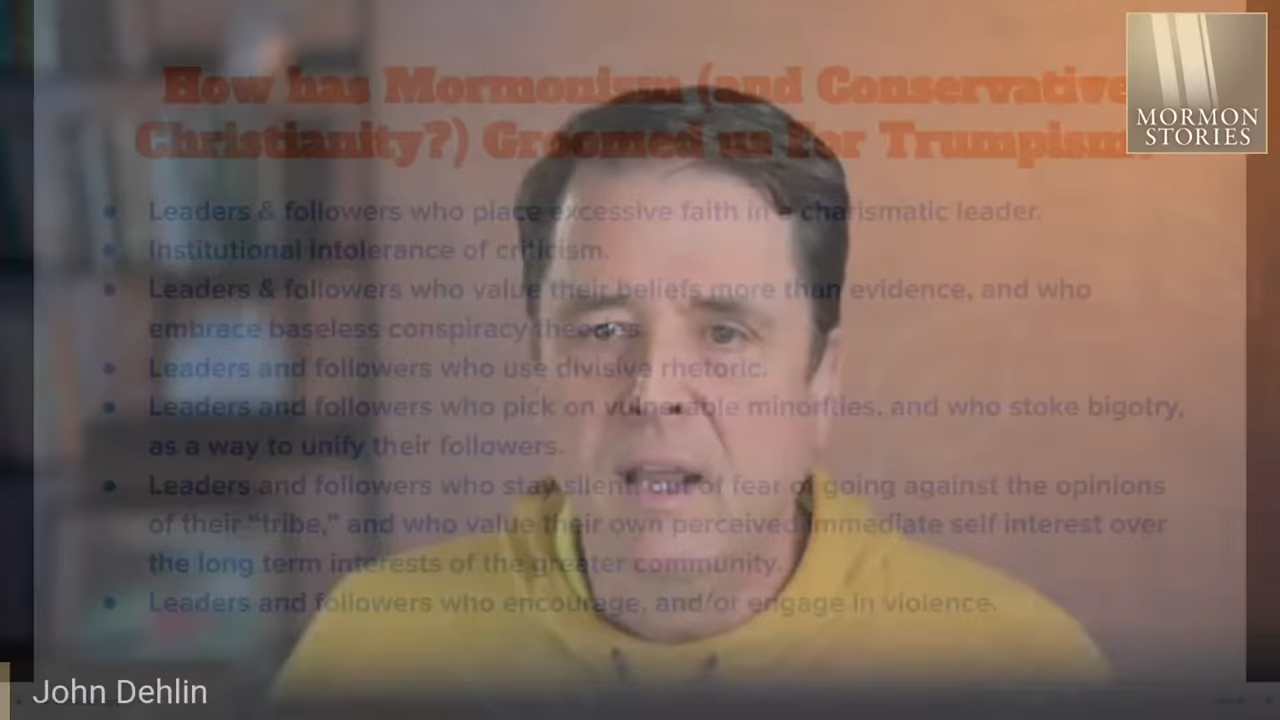 How has Mormonism (and Conservative
Christianity?) Groomed us for Trumpism?
MORMON
STORIES
• Leaders & followers who place excessive faith in a charismatic leader.
• Institutional intolerance of criticism.
• Leaders & followers who value their beliefs more than evidence, and who
embrace baseless conspiracy theories.
• Leaders and followers who use divisive rhetoric.
• Leaders and followers who pick on vulnerable minorities, and who stoke bigotry,
as a way to unify their followers.
• Leaders and followers who stay silent out of fear of going against the opinions
of their “tribe,” and who value their own perceived immediate self interest over
the long term interests of the greater community.
• Leaders and followers who encourage, and/or engage in violence.
John Dehlin